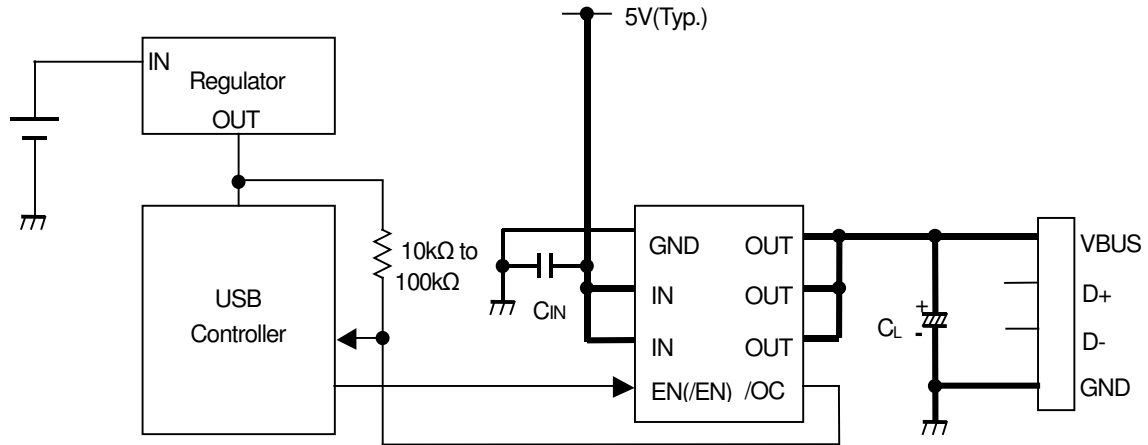 5V(Typ.)
IN
Regulator
OUT
USB
Controller
10kΩ to
100kΩ
CIN
GND
IN
IN
EN(/EN)
OUT
OUT
OUT
/OC
+
CL
-
VBUS
D+
D-
GND